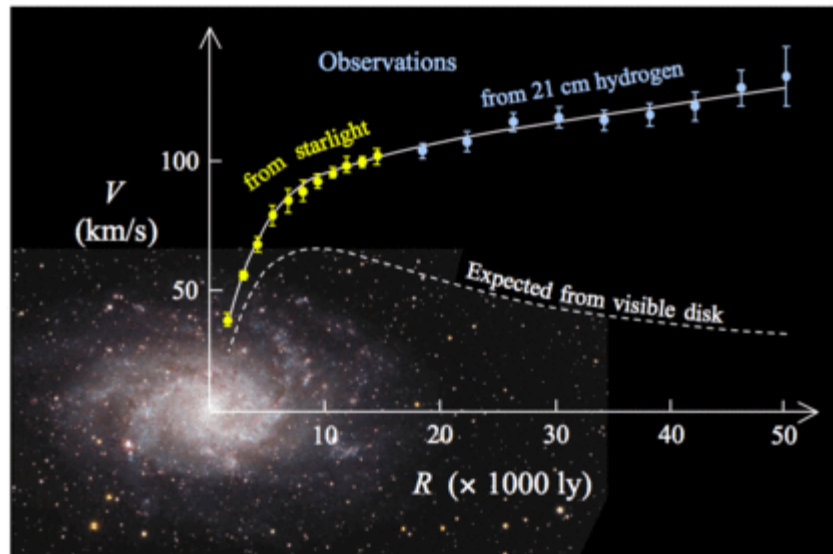 Observations
from 21 cm hydrogen
from starlight
100
V
(km/s)
50
Expected from visible disk
10 20 30 40 50
R (× 1000 ly)